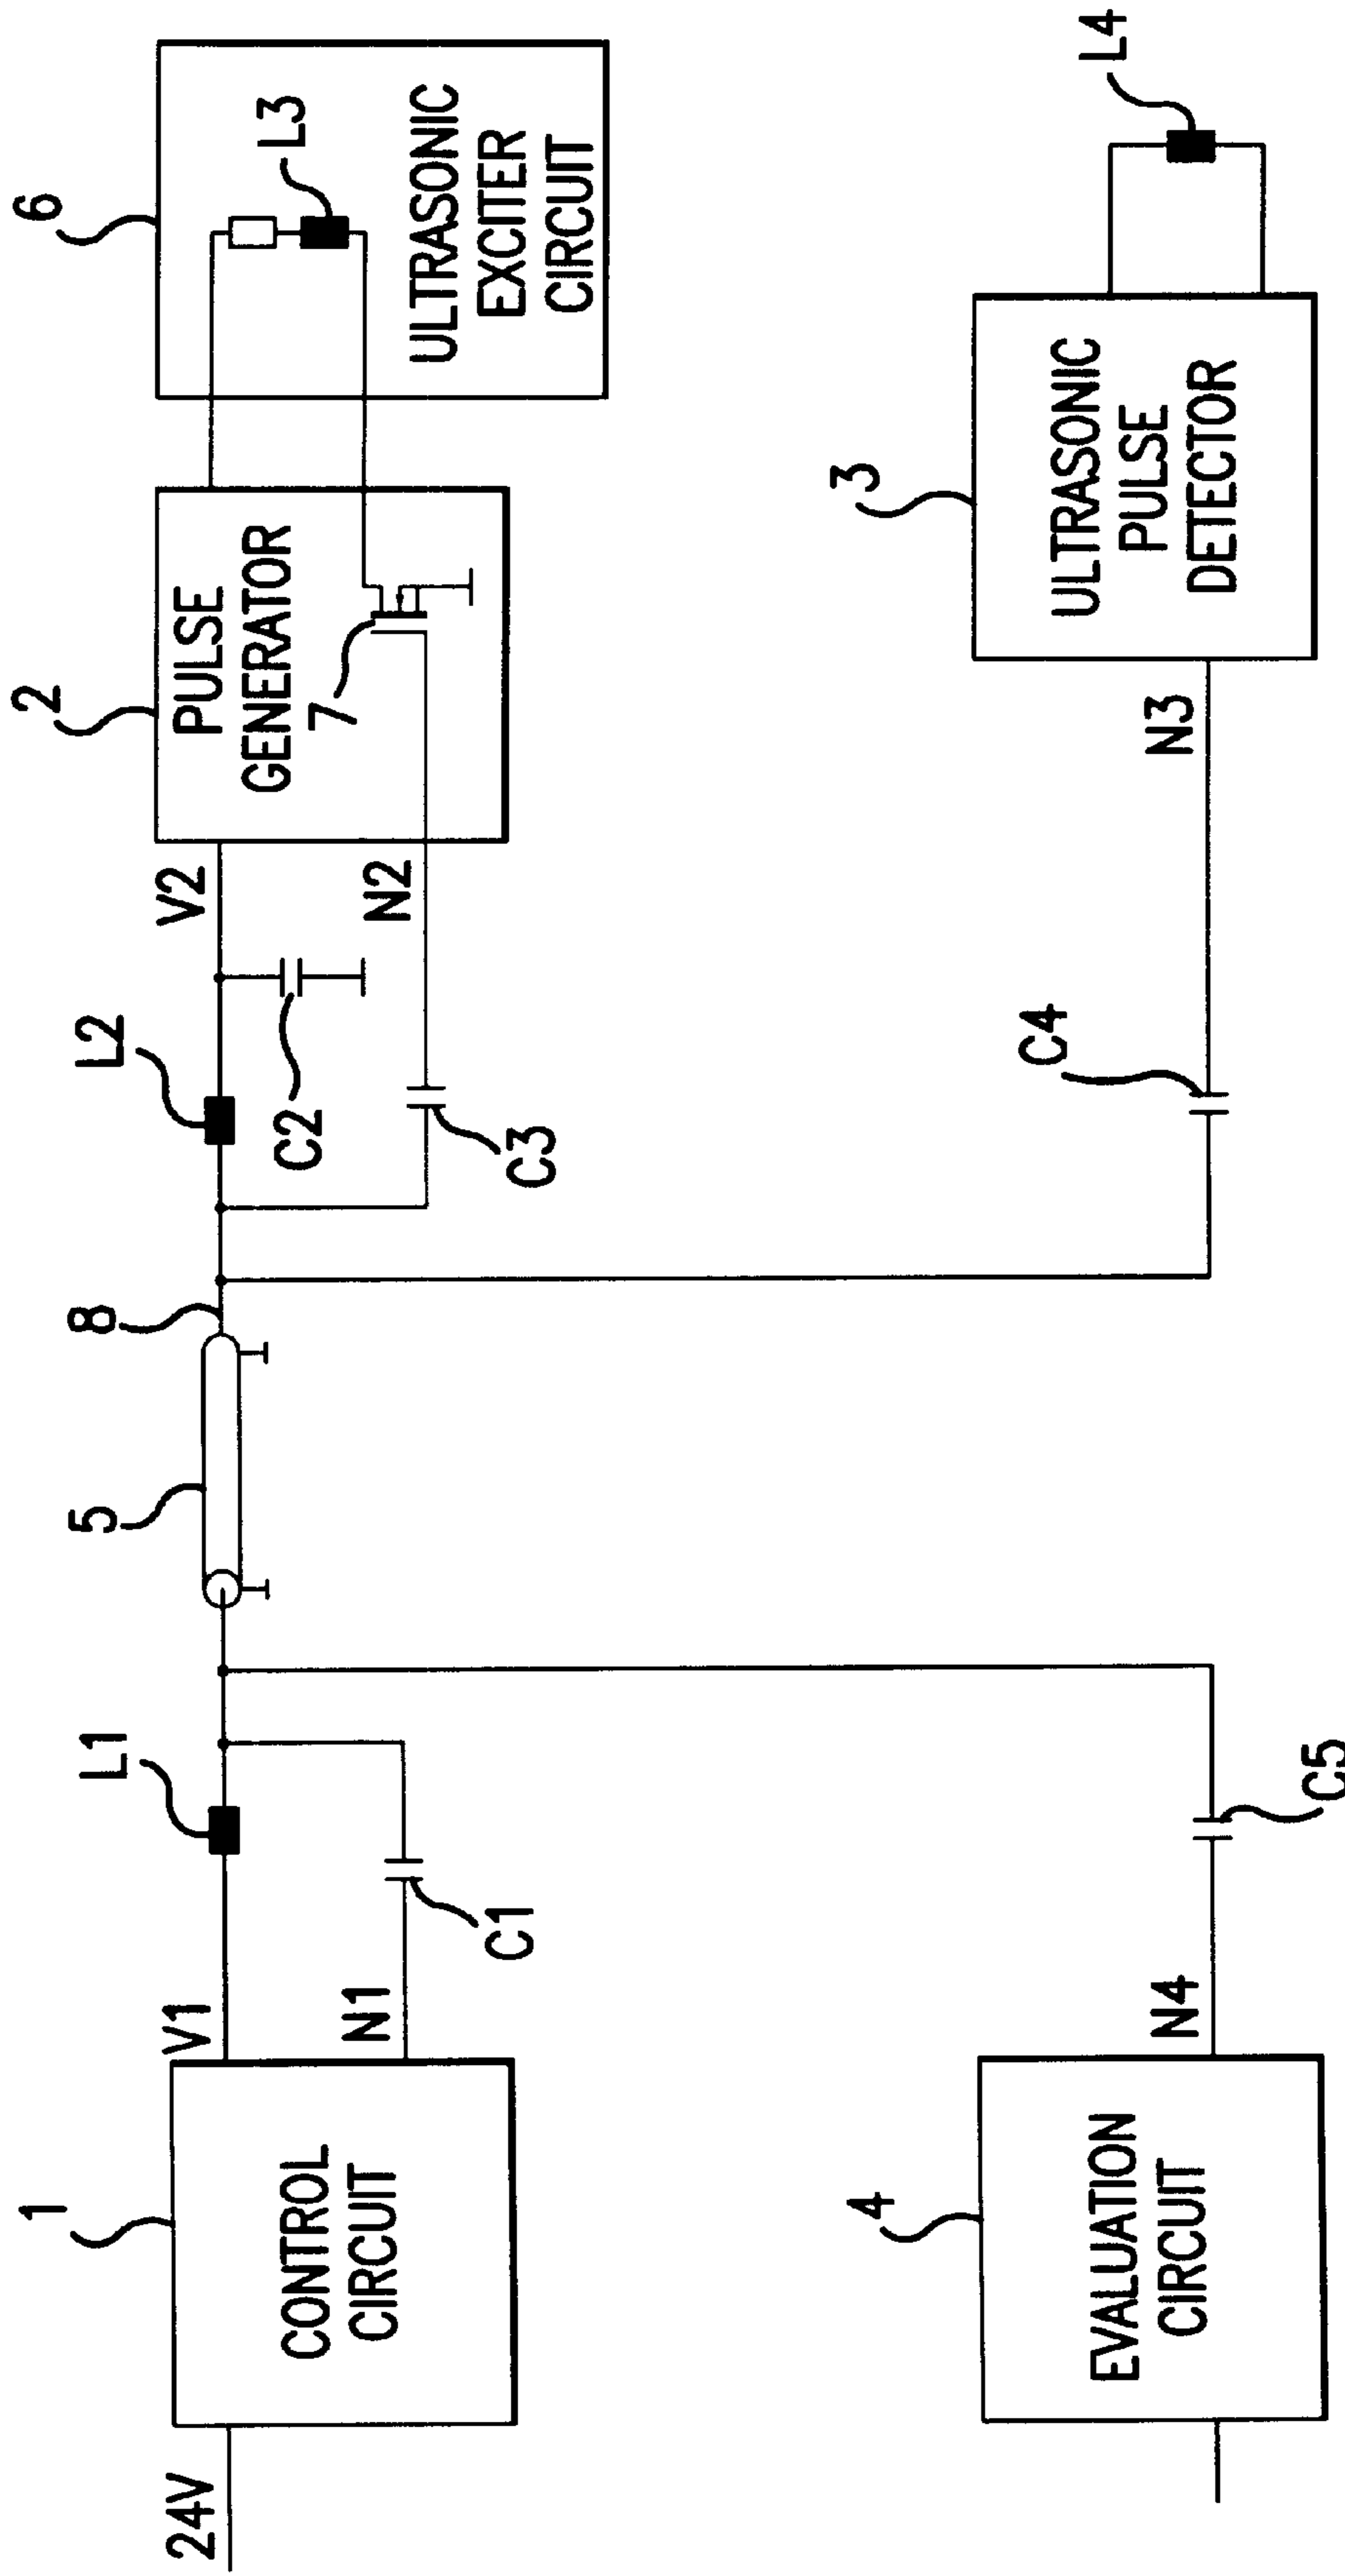 6
L3
ULTRASONIC
EXCITER
CIRCUIT
2
PULSE
GENERATOR
7
V2
N2
L2
C2
C3
8
5
L1
V1
N1
C1
1
CONTROL
CIRCUIT
24V
L4
3
ULTRASONIC
PULSE
DETECTOR
N3
C4
C5
N4
4
EVALUATION
CIRCUIT